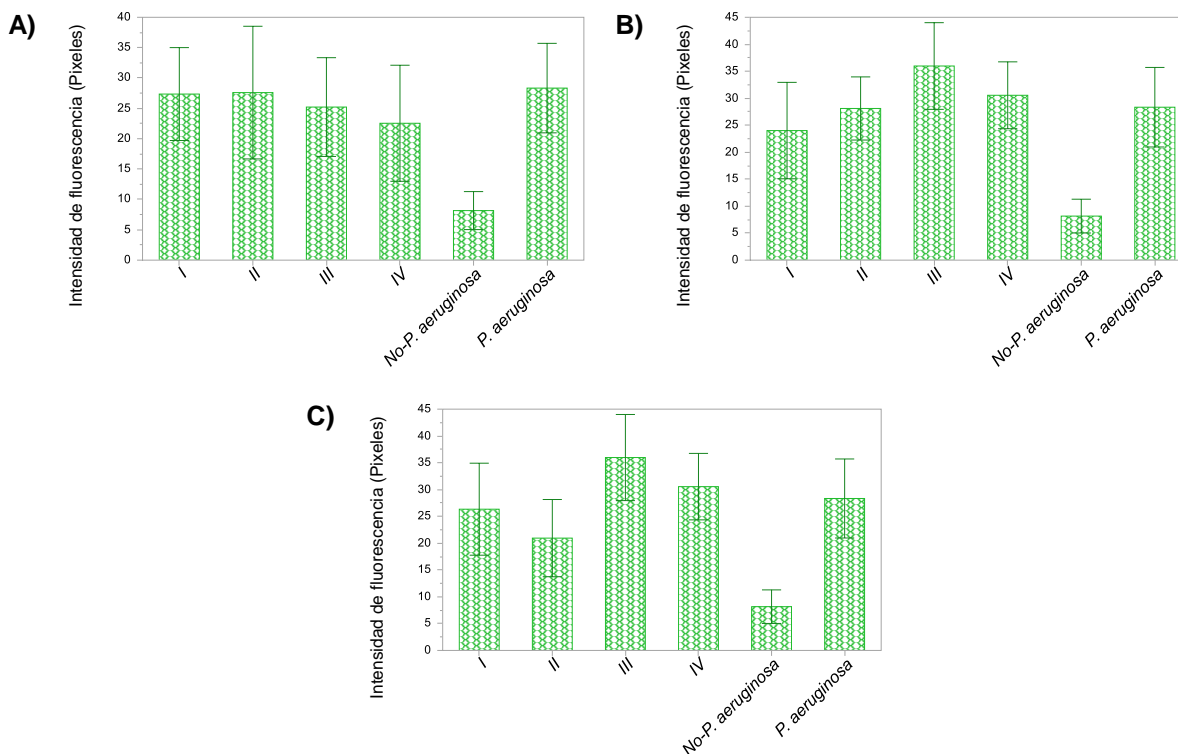 A)
Intensidad de fluorescencia (Pixeles)
40
35
30
25
20
15
10
5
0
I
II
III
IV
No-P. aeruginosa
P. aeruginosa
B)
Intensidad de fluorescencia (Pixeles)
45
40
35
30
25
20
15
10
5
0
I
II
III
IV
No-P. aeruginosa
P. aeruginosa
C)
Intensidad de fluorescencia (Pixeles)
45
40
35
30
25
20
15
10
5
0
I
II
III
IV
No-P. aeruginosa
P. aeruginosa